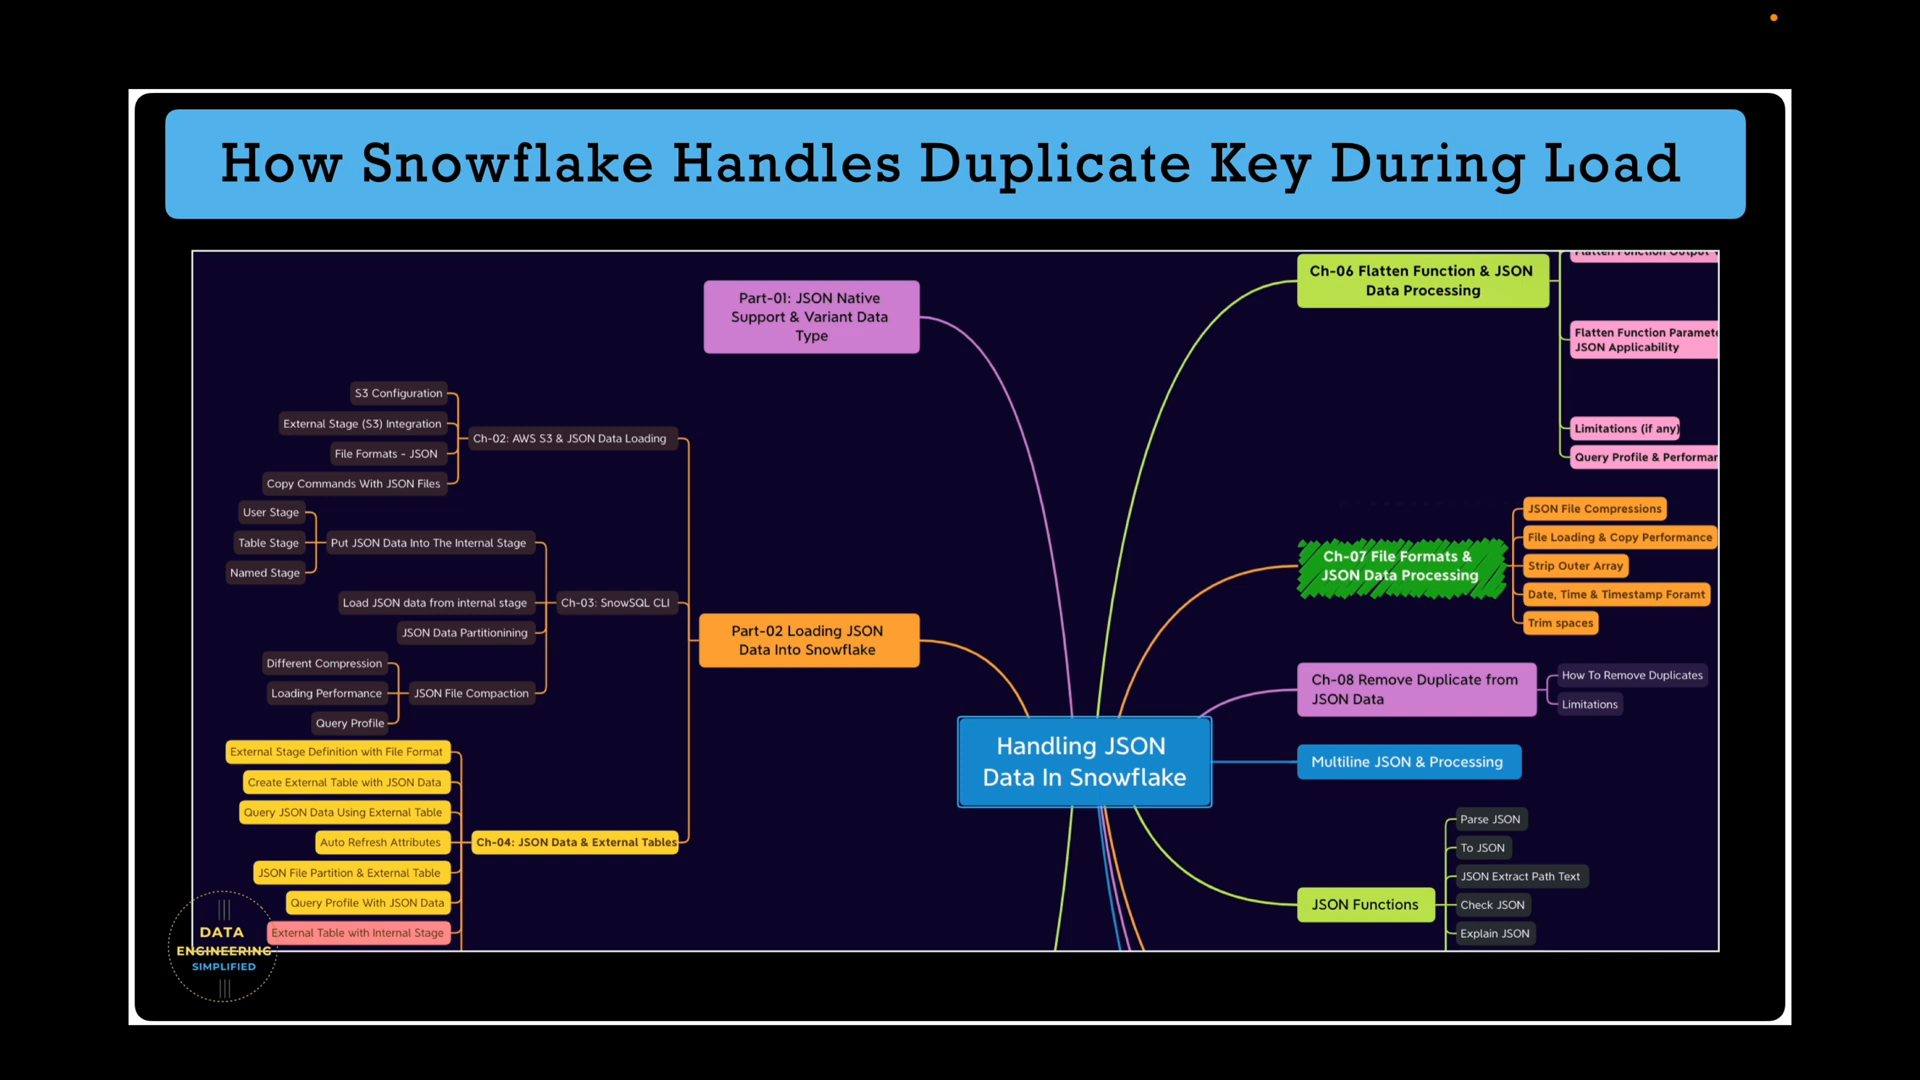 How Snowflake Handles Duplicate Key During Load
Part-01: JSON Native
Support & Variant Data
Type
S3 Configuration
External Stage (S3) Integration
File Formats - JSON
Copy Commands With JSON Files
Ch-02: AWS S3 & JSON Data Loading
User Stage
Table Stage
Named Stage
Put JSON Data Into The Internal Stage
Load JSON data from internal stage
JSON Data Partitionining
Ch-03: SnowSQL CLI
Different Compression
Loading Performance
Query Profile
JSON File Compaction
Part-02 Loading JSON
Data Into Snowflake
External Stage Definition with File Format
Create External Table with JSON Data
Query JSON Data Using External Table
Auto Refresh Attributes
JSON File Partition & External Table
Query Profile With JSON Data
External Table with Internal Stage
Ch-04: JSON Data & External Tables
Handling JSON
Data In Snowflake
Ch-06 Flatten Function & JSON
Data Processing
Flatten Function Output
Flatten Function
JSON Applicability
Limitations (if any)
Query Profile &
Ch-07 File Formats &
JSON Data Processing
JSON File Compressions
File Loading & Copy Performance
Strip Outer Array
Date, Time & Timestamp Foramt
Trim spaces
Ch-08 Remove Duplicate from
JSON Data
How To Remove Duplicates
Limitations
Multiline JSON & Processing
JSON Functions
Parse JSON
To JSON
JSON Extract Path Text
Check JSON
Explain JSON
DATA
ENGINEERING
SIMPLIFIED